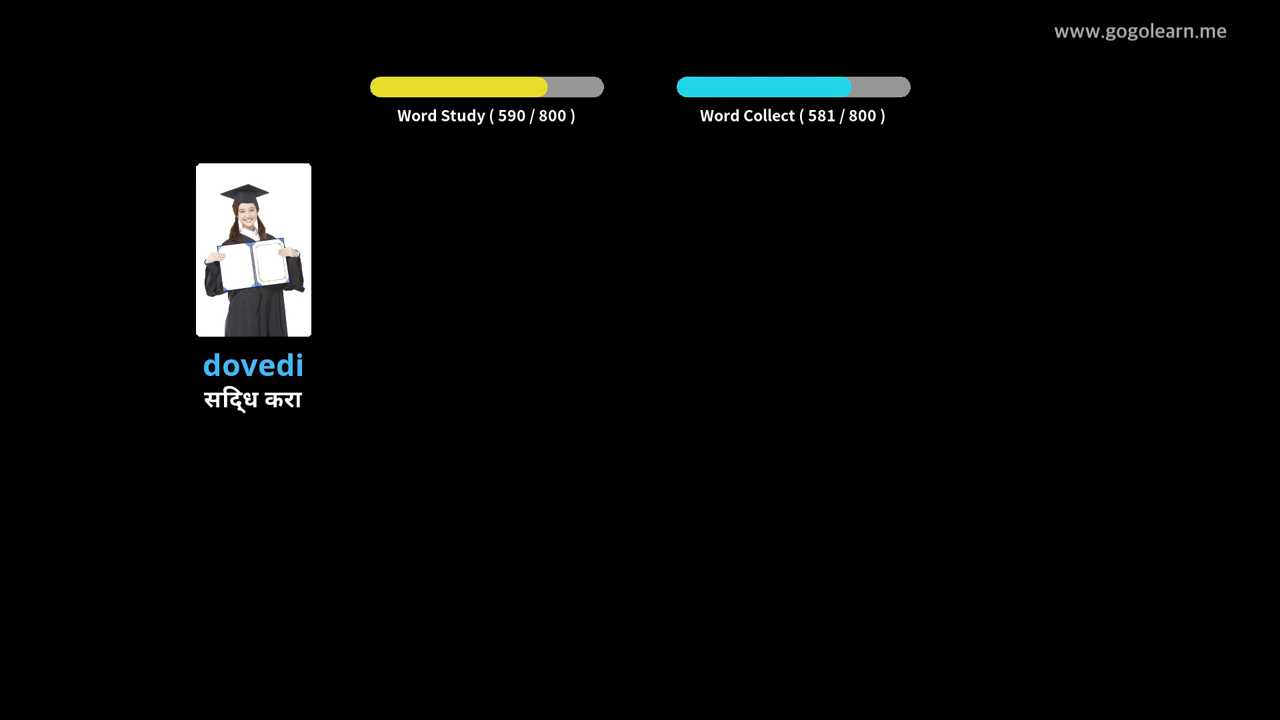 www.gogolearn.me
Word Study ( 590 / 800 )
Word Collect ( 581 / 800 )
dovedi
सद्िध करा